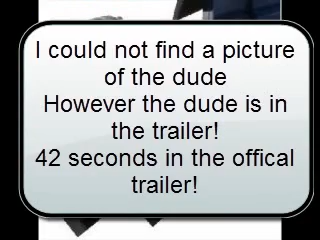 I could not find a picture
of the dude
However the dude is in
the trailer!
42 seconds in the offical
trailer!